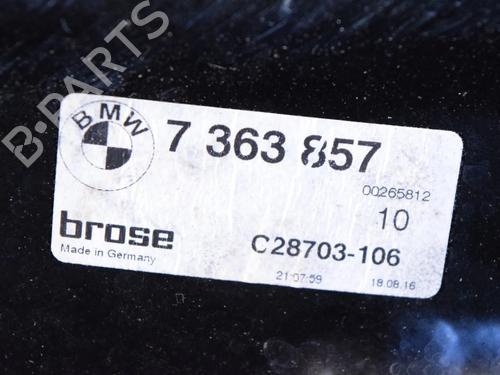 B-PARTS
BMW
7 363 857
00265812
10
brose
Made in Germany
C28703-106
21:07:59
18.08.16